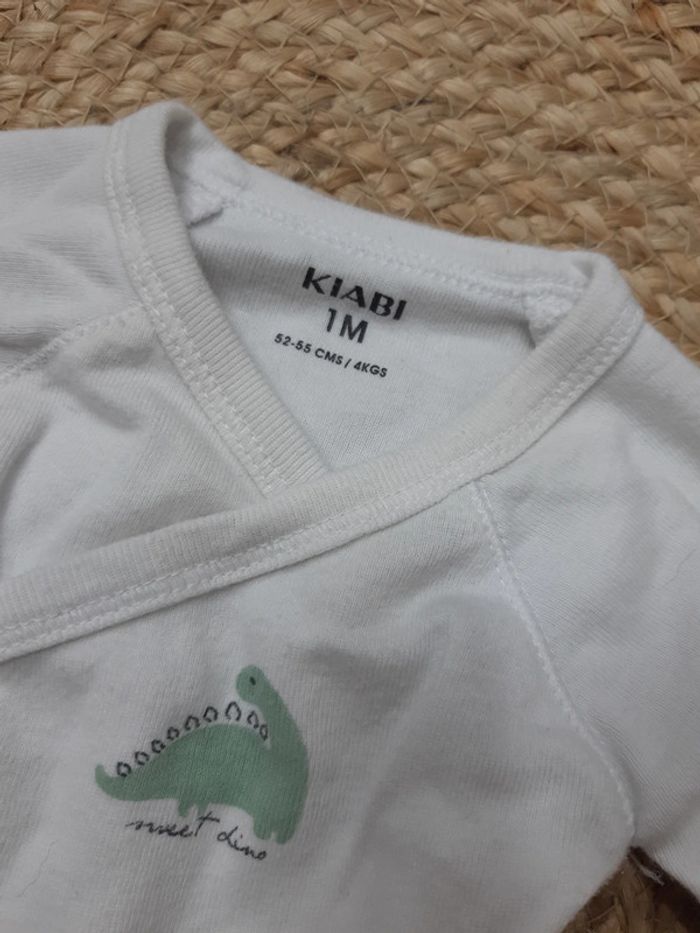 KIABI
1M
52-55 CMS / 4KGS
sweet dino